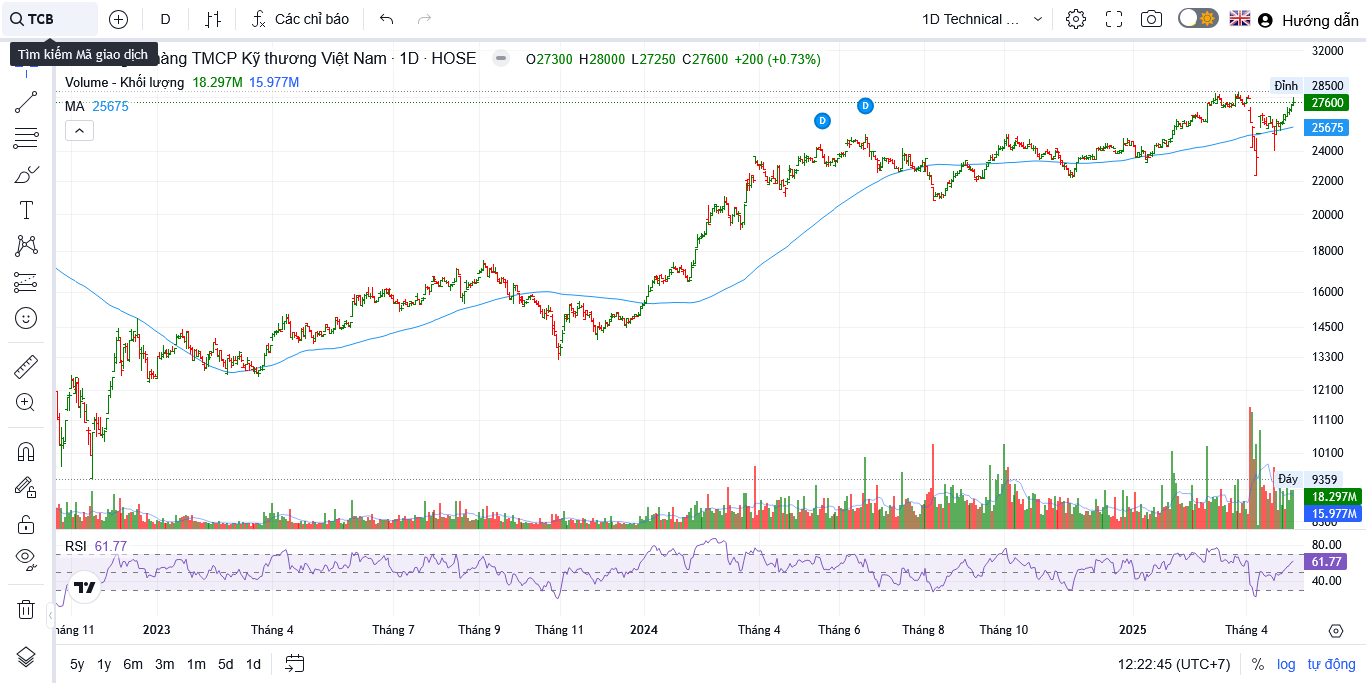 TCB D Các chỉ báo 1D Technical ... Hướng dẫn
Tìm kiếm Mã giao dịch
hàng TMCP Kỹ thương Việt Nam · 1D · HOSE O27300 H28000 L27250 C27600 +200 (+0.73%)
Volume - Khối lượng 18.297M 15.977M
MA 25675
D
D
32000
Đỉnh 28500
27600
25675
24000
22000
20000
18000
16000
14500
13300
12100
11100
10100
Đáy 9359
18.297M
15.977M
RSI 61.77
80.00
61.77
40.00
háng 11 2023 Tháng 4 Tháng 7 Tháng 9 Tháng 11 2024 Tháng 4 Tháng 6 Tháng 8 Tháng 10 2025 Tháng 4
5y 1y 6m 3m 1m 5d 1d 12:22:45 (UTC+7) % log tự động